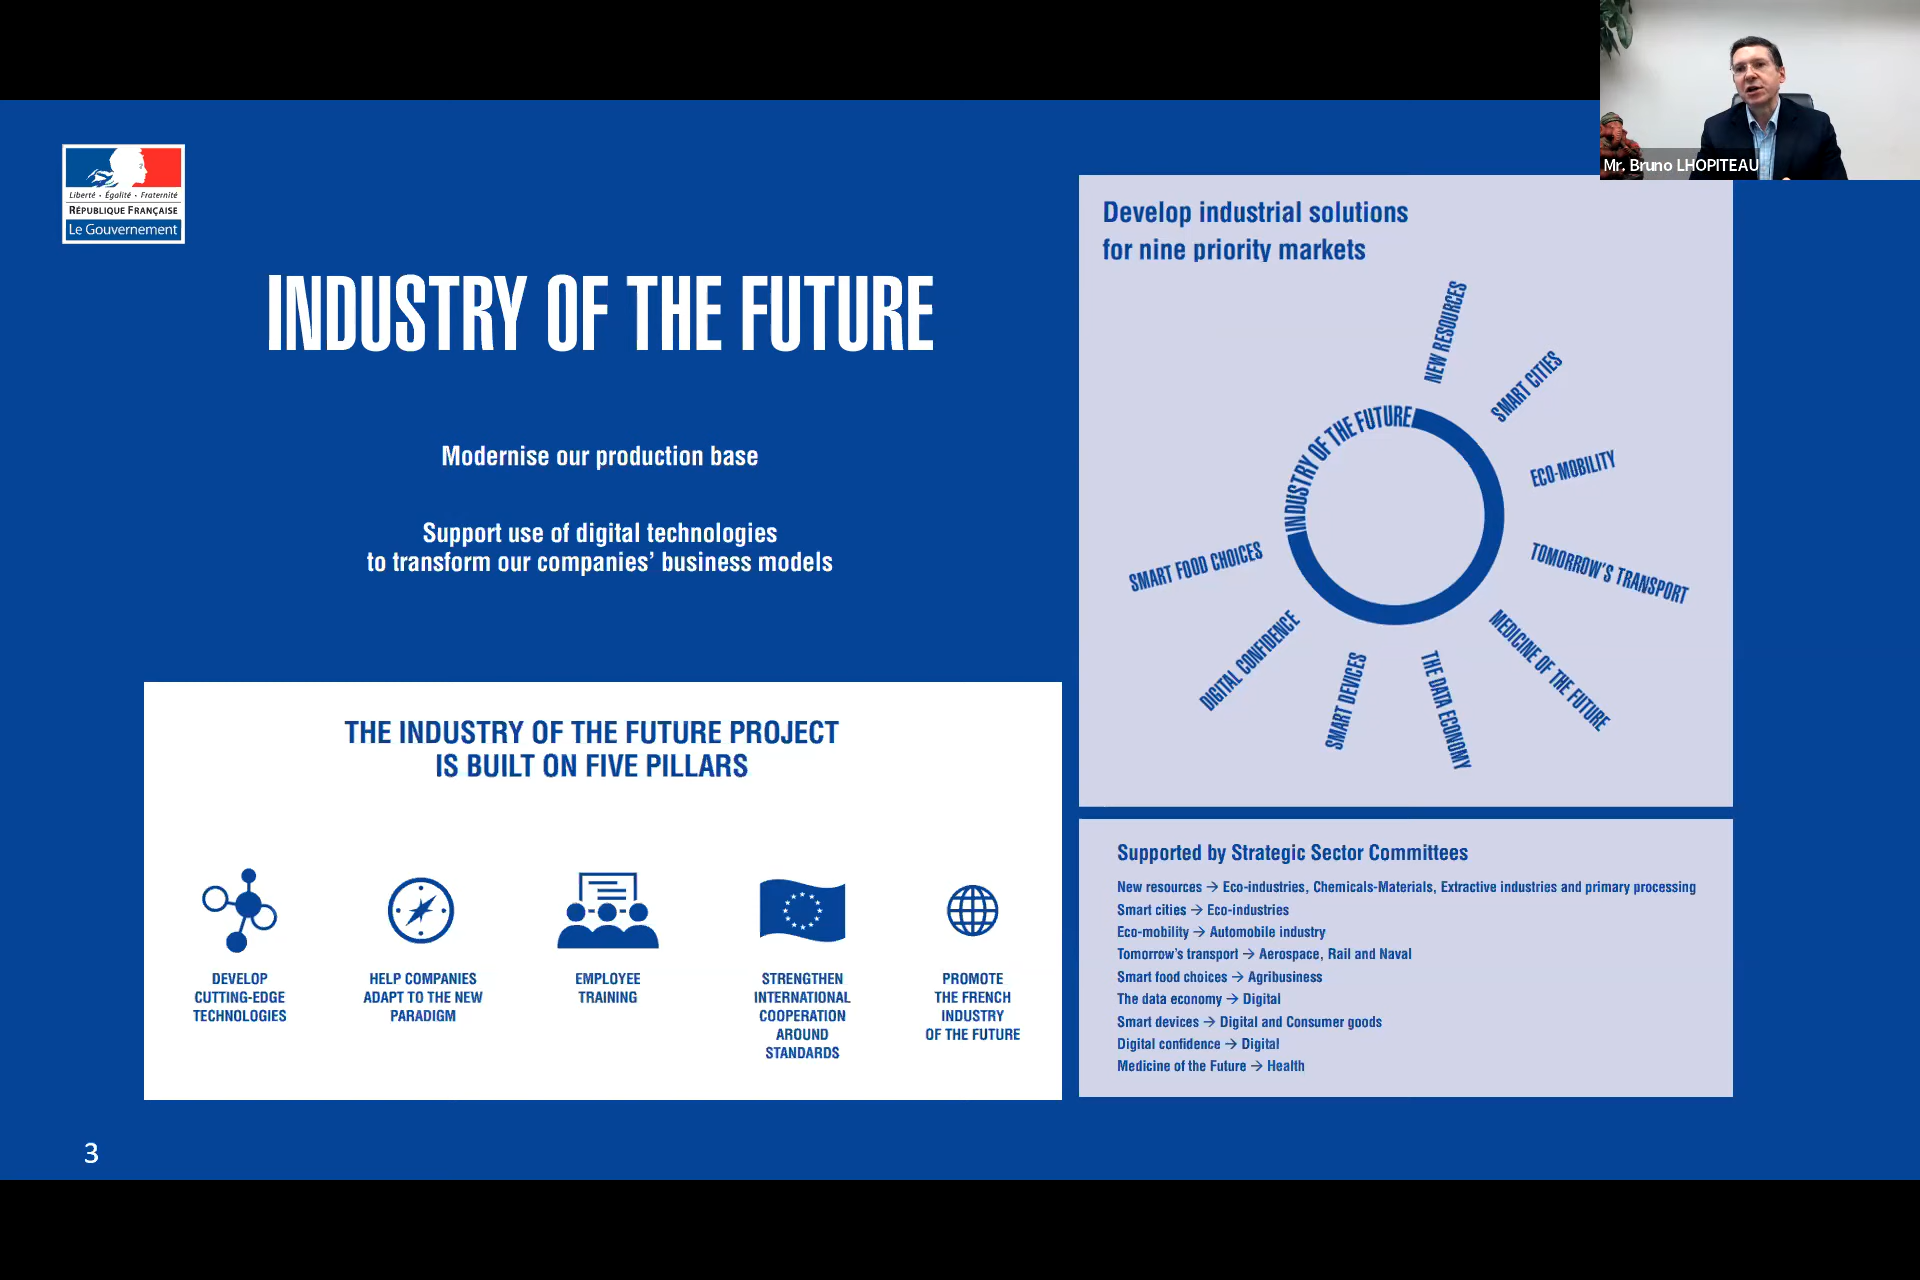 Mr. Bruno LHOPITEAU
Liberté • Égalité • Fraternité
RÉPUBLIQUE FRANÇAISE
Le Gouvernement
INDUSTRY OF THE FUTURE
Modernise our production base
Support use of digital technologies
to transform our companies’ business models
THE INDUSTRY OF THE FUTURE PROJECT
IS BUILT ON FIVE PILLARS
DEVELOP
CUTTING-EDGE
TECHNOLOGIES
HELP COMPANIES
ADAPT TO THE NEW
PARADIGM
EMPLOYEE
TRAINING
STRENGTHEN
INTERNATIONAL
COOPERATION
AROUND
STANDARDS
PROMOTE
THE FRENCH
INDUSTRY
OF THE FUTURE
Develop industrial solutions
for nine priority markets
INDUSTRY OF THE FUTURE
NEW RESOURCES
SMART CITIES
ECO-MOBILITY
TOMORROW’S TRANSPORT
MEDICINE OF THE FUTURE
THE DATA ECONOMY
SMART DEVICES
DIGITAL CONFIDENCE
SMART FOOD CHOICES
Supported by Strategic Sector Committees
New resources → Eco-industries, Chemicals-Materials, Extractive industries and primary processing
Smart cities → Eco-industries
Eco-mobility → Automobile industry
Tomorrow’s transport → Aerospace, Rail and Naval
Smart food choices → Agribusiness
The data economy → Digital
Smart devices → Digital and Consumer goods
Digital confidence → Digital
Medicine of the Future → Health
3